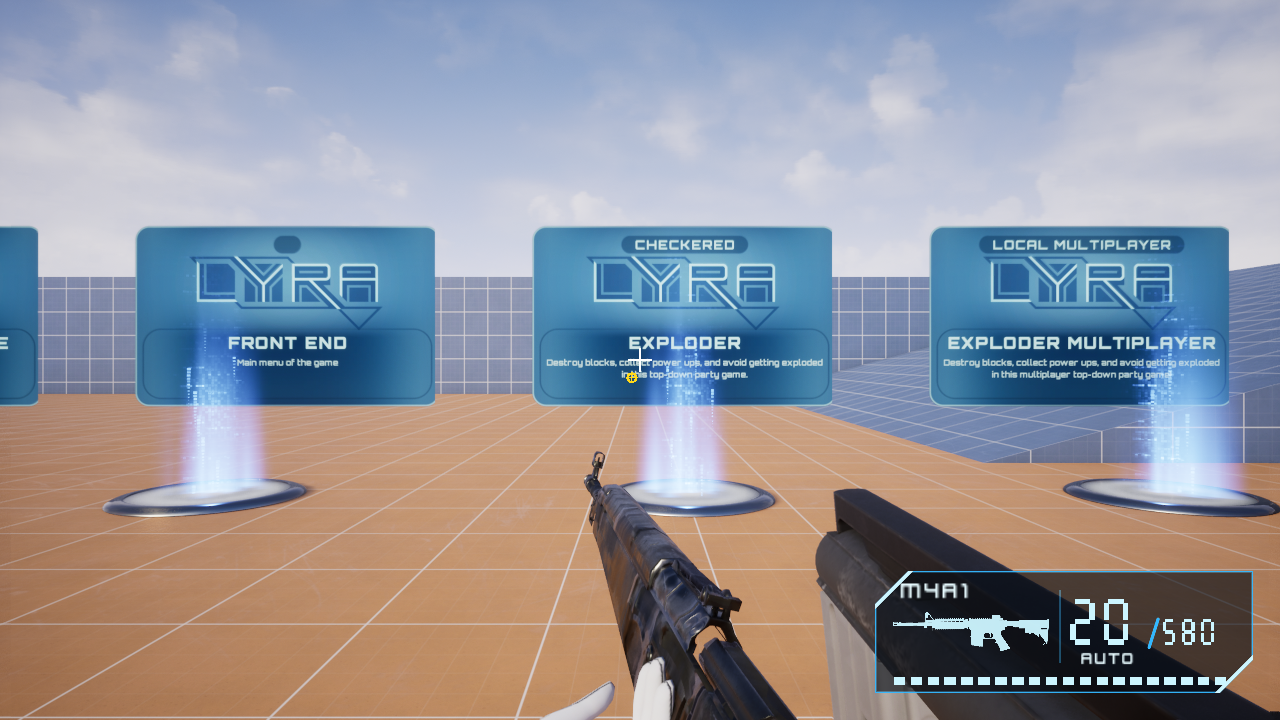 E
LYRA
FRONT END
Main menu of the game
CHECKERED
LYRA
EXPLODER
Destroy blocks, collect power ups, and avoid getting exploded
in this top-down party game.
LOCAL MULTIPLAYER
LYRA
EXPLODER MULTIPLAYER
Destroy blocks, collect power ups, and avoid getting exploded
in this multiplayer top-down party game.
M4A1
20 /580
AUTO